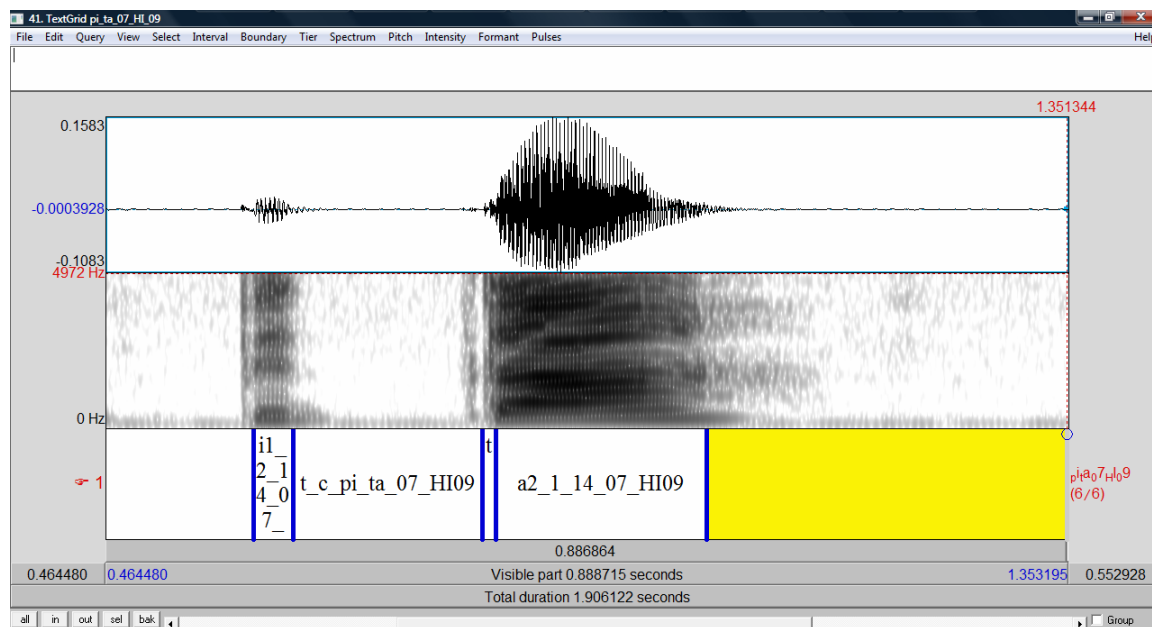 41. TextGrid pi_ta_07_HI_09
File Edit Query View Select Interval Boundary Tier Spectrum Pitch Intensity Formant Pulses Help
1.351344
0.1583
-0.0003928
-0.1083
4972 Hz
0 Hz
1
i1_
2_1
4_0
7_
t_c_pi_ta_07_HI09
t
a2_1_14_07_HI09
pita07HI09
(6/6)
0.886864
0.464480 0.464480 Visible part 0.888715 seconds 1.353195 0.552928
Total duration 1.906122 seconds
all in out sel bak Group